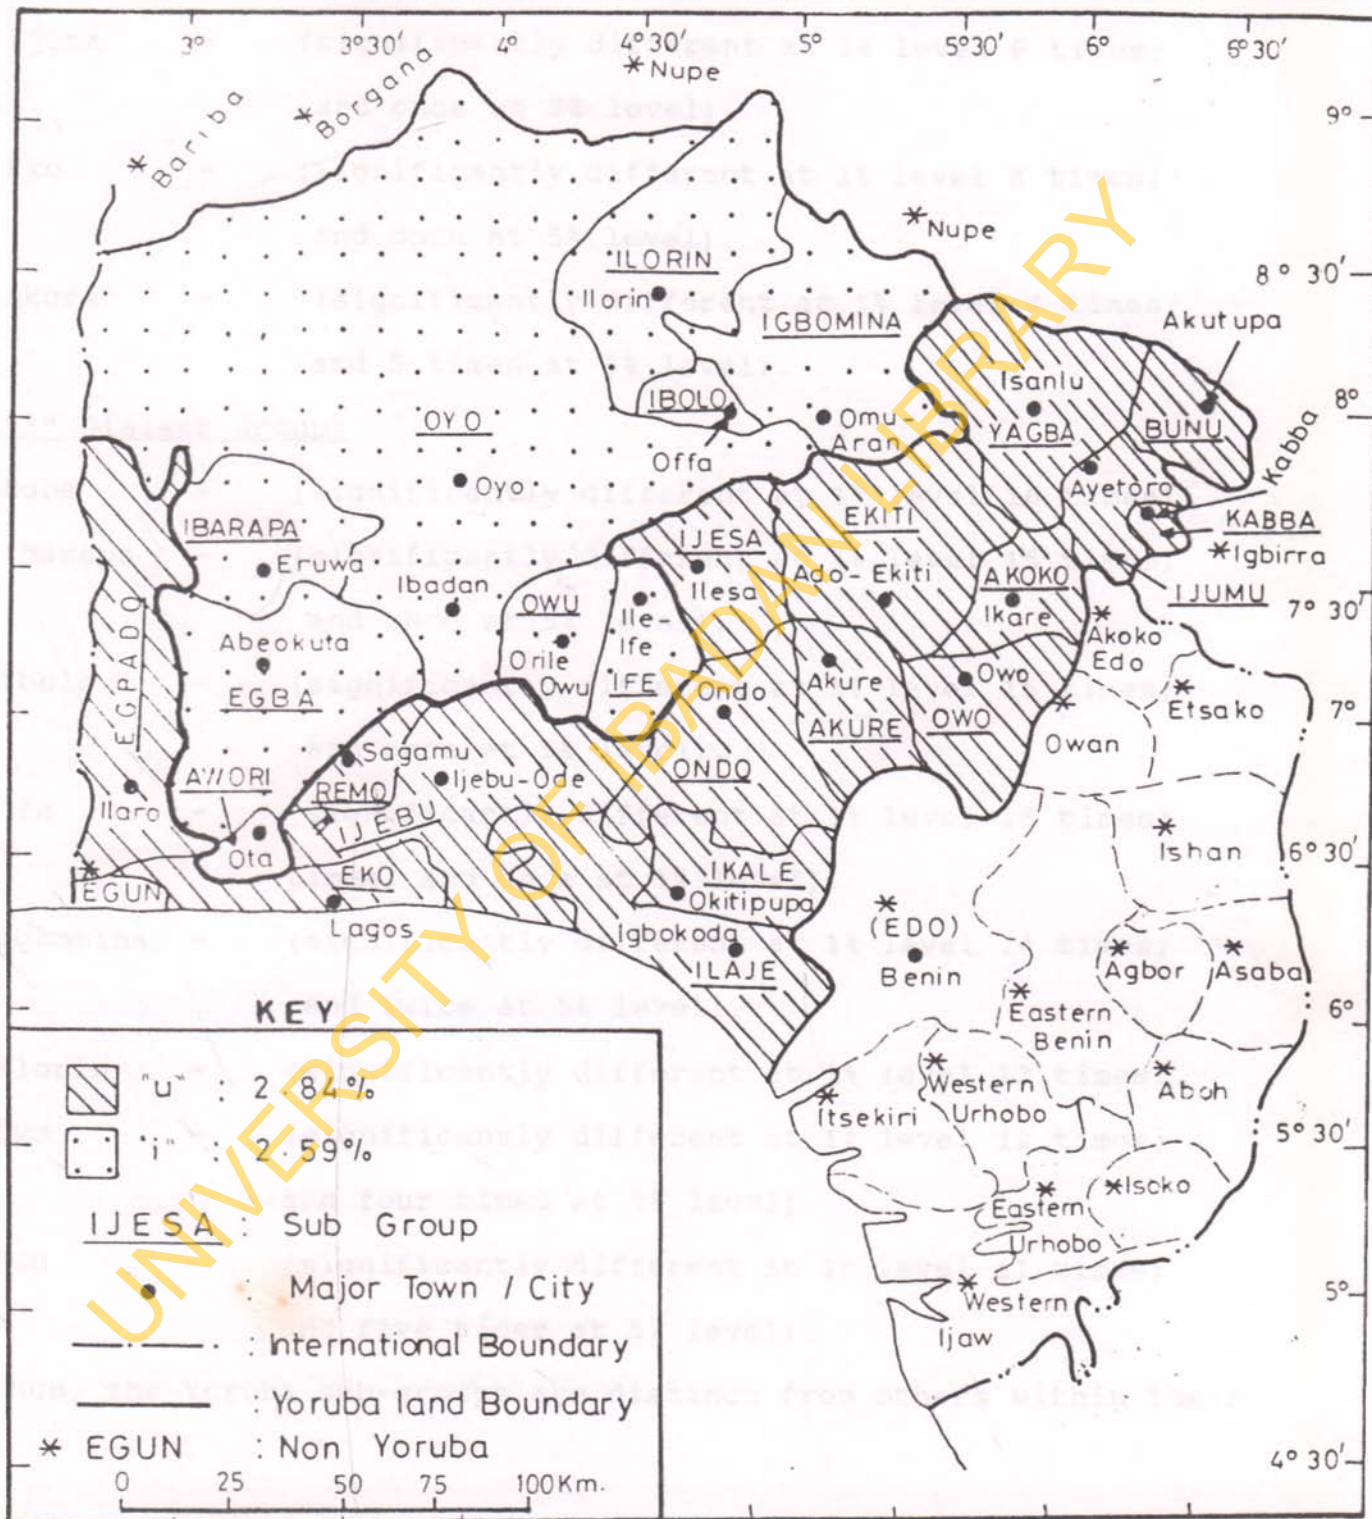 3° 3°30′ 4° 4°30′ 5° 5°30′ 6° 6°30′
* Nupe
* Bariba
* Boogana
9°
* Nupe
8° 30′
ILORIN
Ilorin
IGBOMINA
Akutupa
Isanlu
IBOLO
YAGBA
BUNU
8°
Omu
Aran
OYO
Offa
Oyo
Kabba
Ayetoro
EKITI
KABBA
IBARAPA
IJESA
* Igbirra
Eruwa
Ibadan
Ilesa
Ado-Ekiti
AKOKO
IJUMU
7° 30′
OWU
Ile-
Ife
Ikare
* Akoko
Edo
EGBADO
Abeokuta
Orile
Owu
IFE
Akure
Owo
EGBA
Ondo
* Etsako
7°
AKURE
OWO
* Owan
Sagamu
AWORI
REMO
Ijebu-Ode
ONDO
Ilaro
IJEBU
* Ishan
6° 30′
Ota
EKO
IKALE
* EGUN
Okitipupa
Lagos
* (EDO)
Benin
Igbokoda
ILAJE
* Agbor
* Asaba
* Eastern
Benin
6°
* Western
Urhobo
* Aboh
* Itsekiri
5° 30′
* Isoko
* Eastern
Urhobo
* Western
Ijaw
5°
4° 30′
KEY
"u" : 2·84%
"i" : 2·59%
IJESA : Sub Group
: Major Town / City
: International Boundary
: Yoruba land Boundary
* EGUN : Non Yoruba
0 25 50 75 100Km.
UNIVERSITY OF IBADAN LIBRARY